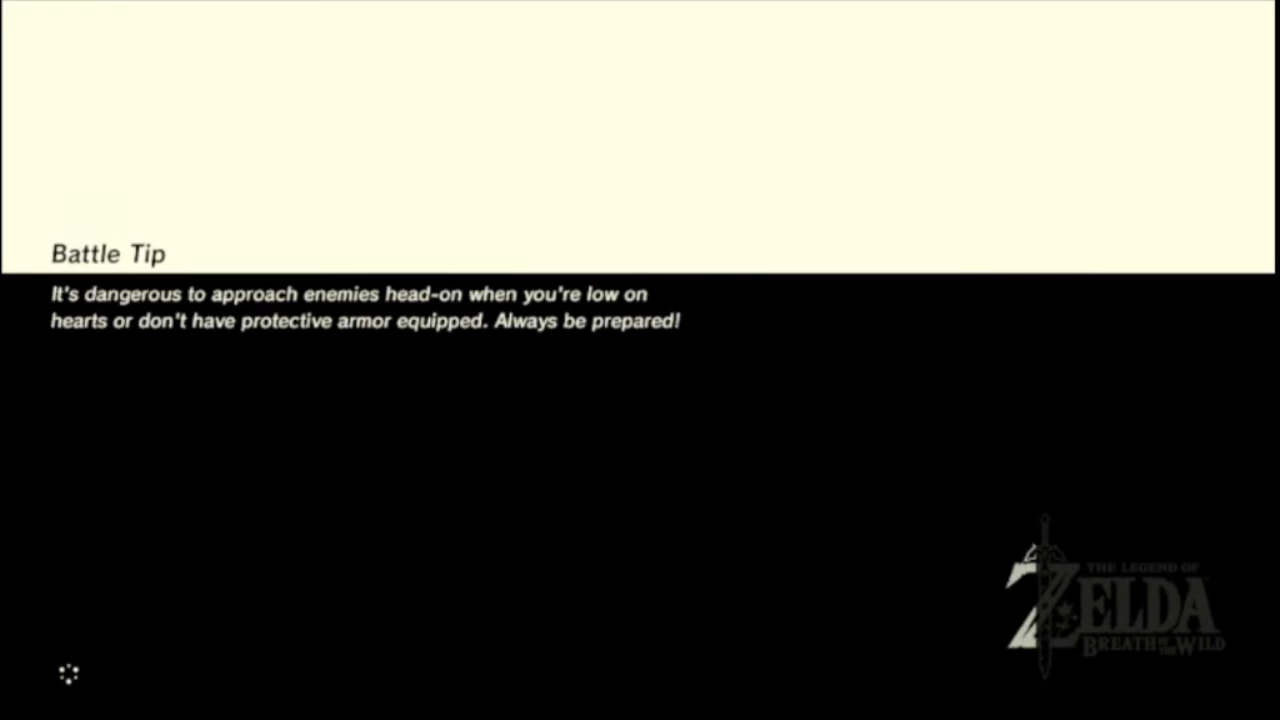 Battle Tip
It's dangerous to approach enemies head-on when you're low on
hearts or don't have protective armor equipped. Always be prepared!
THE LEGEND OF
ZELDA
BREATH OF THE WILD